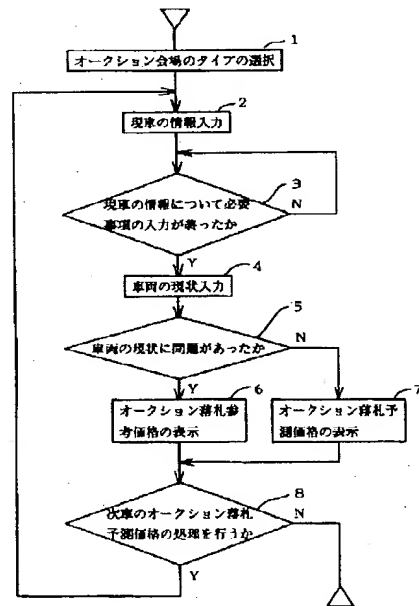 1
オークション会場のタイプの選択
2
現車の情報入力
3
現車の情報について必要
事項の入力が終ったか
N
Y
4
車両の現状入力
5
車両の現状に問題があったか
N
Y
6
オークション落札参
考価格の表示
7
オークション落札予
測価格の表示
8
次車のオークション落札
予測価格の処理を行うか
N
Y